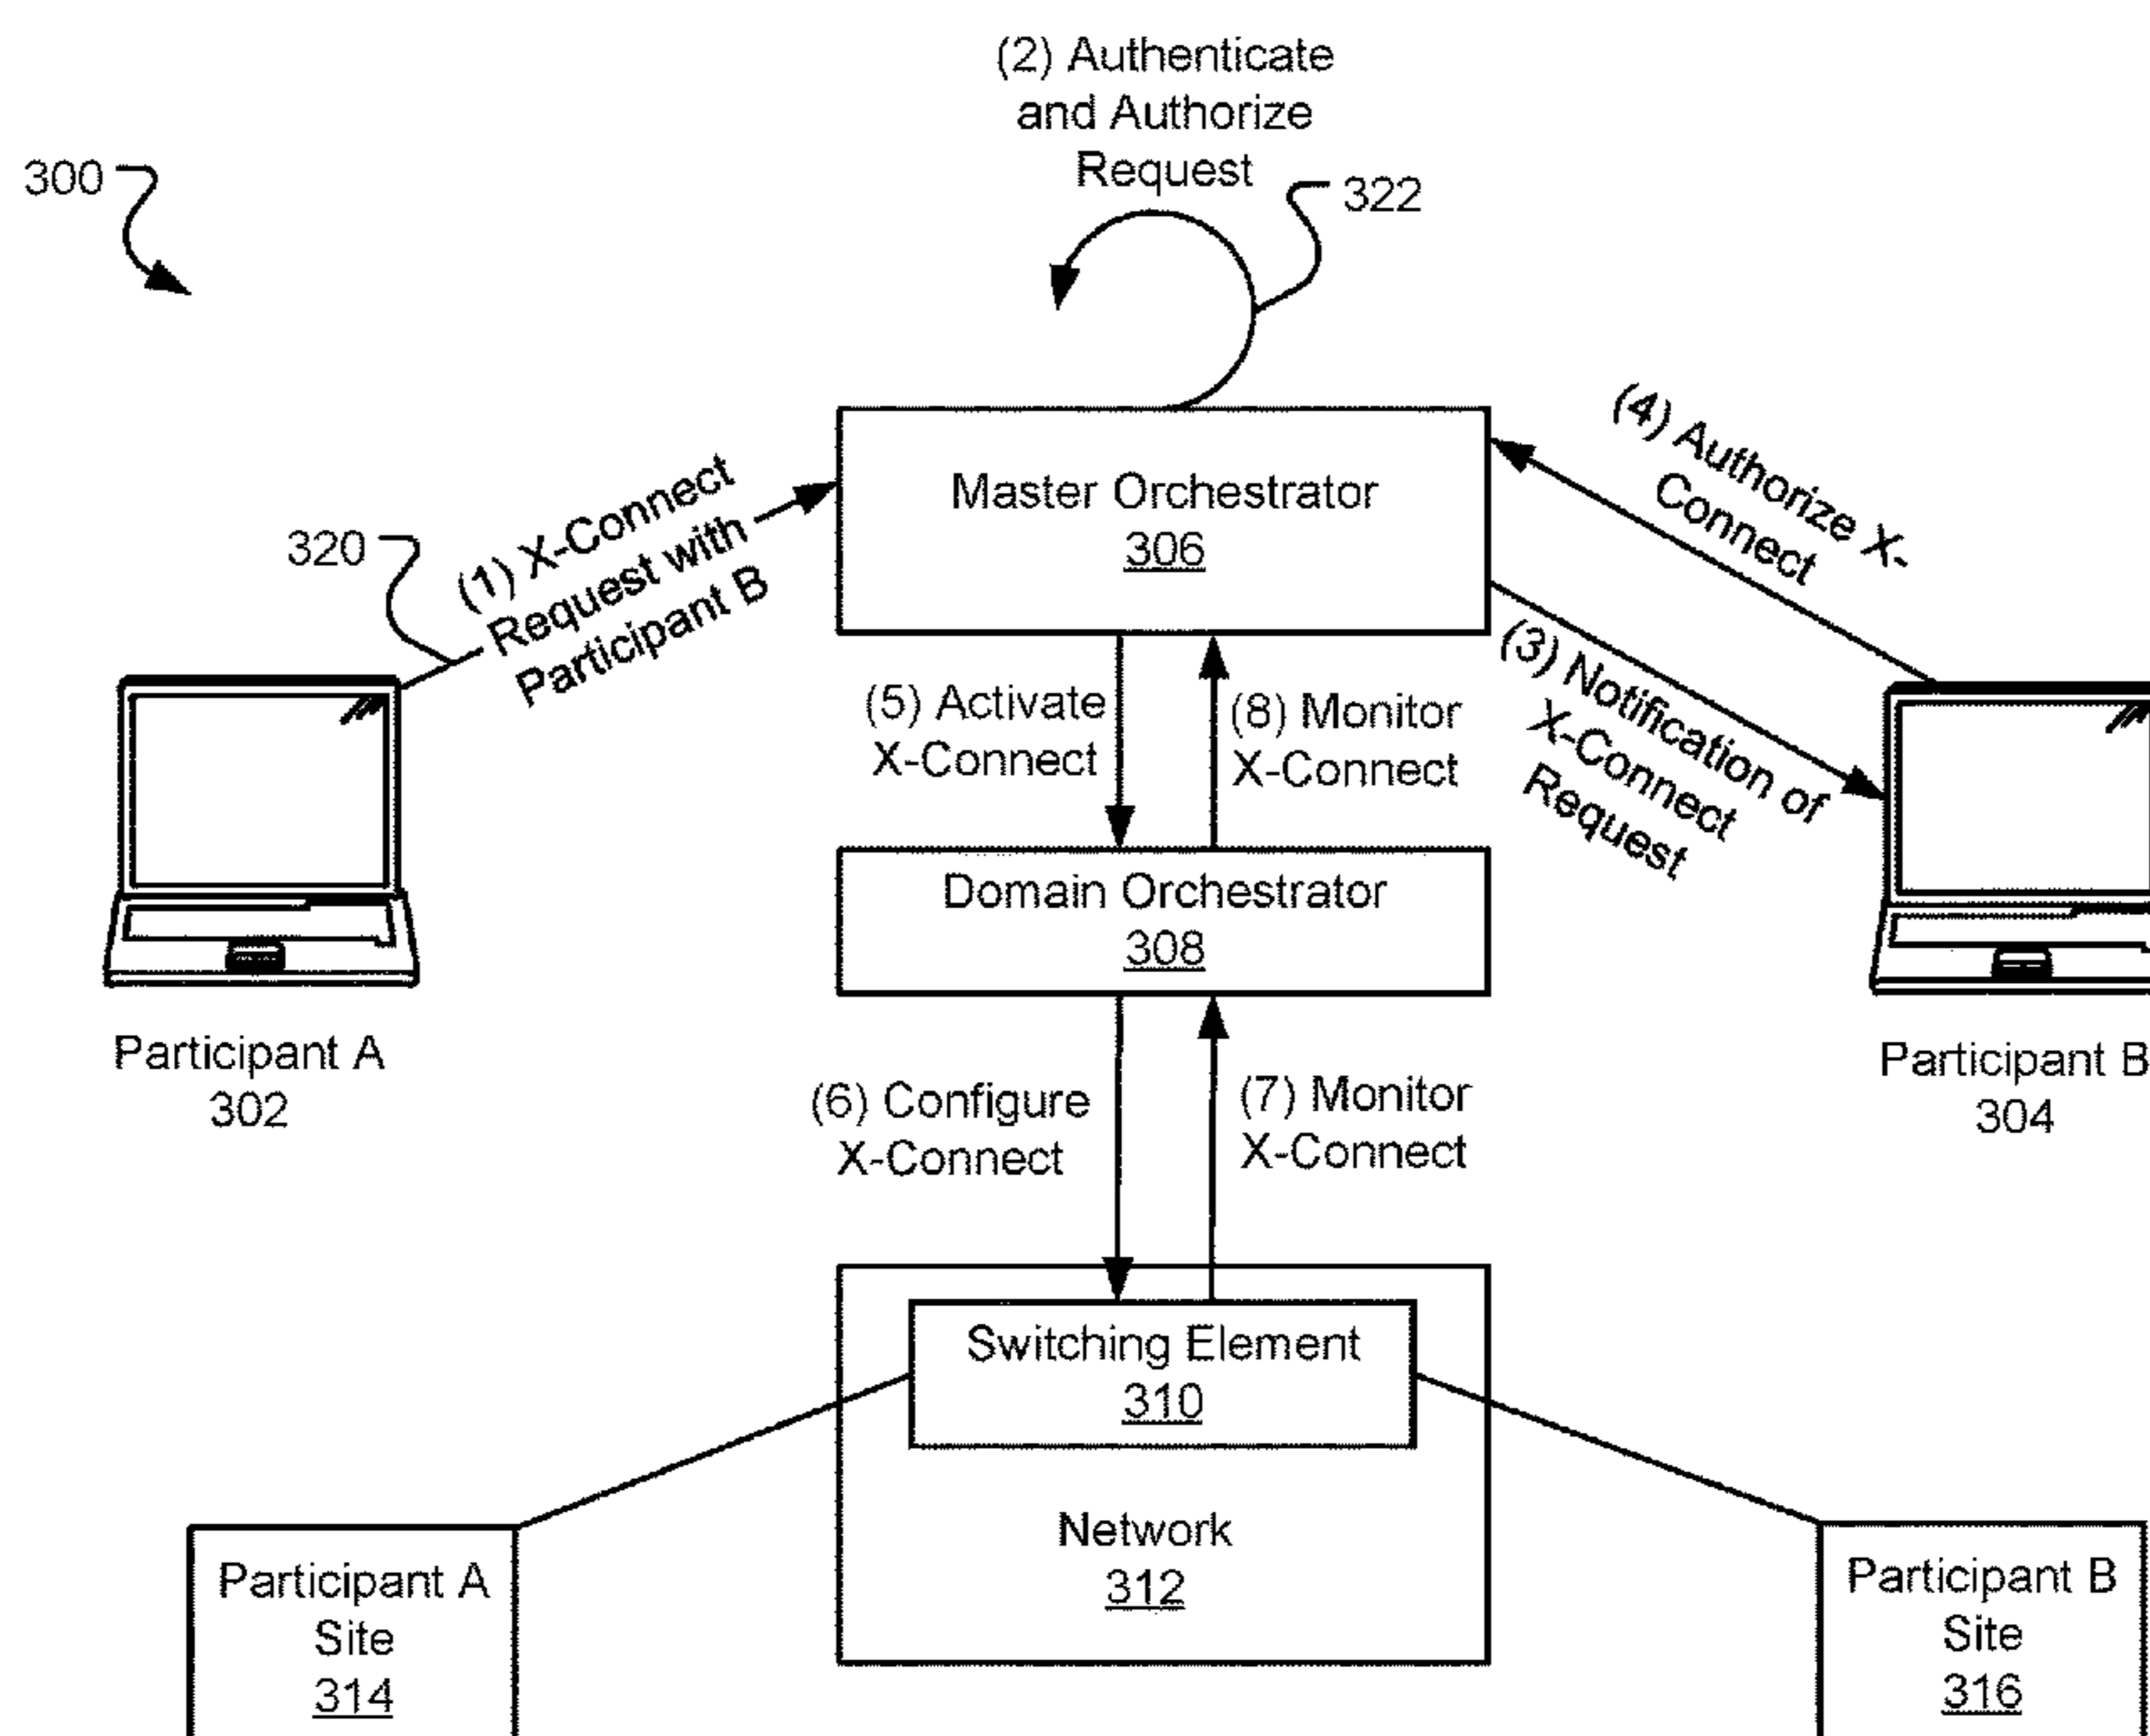 (2) Authenticate
and Authorize
Request
300
322
(1) X-Connect
Request with
Participant B
320
Master Orchestrator
306
(4) Authorize X-
Connect
(3) Notification of
X-Connect
Request
(5) Activate
X-Connect
(8) Monitor
X-Connect
Domain Orchestrator
308
Participant A
302
Participant B
304
(6) Configure
X-Connect
(7) Monitor
X-Connect
Switching Element
310
Network
312
Participant A
Site
314
Participant B
Site
316